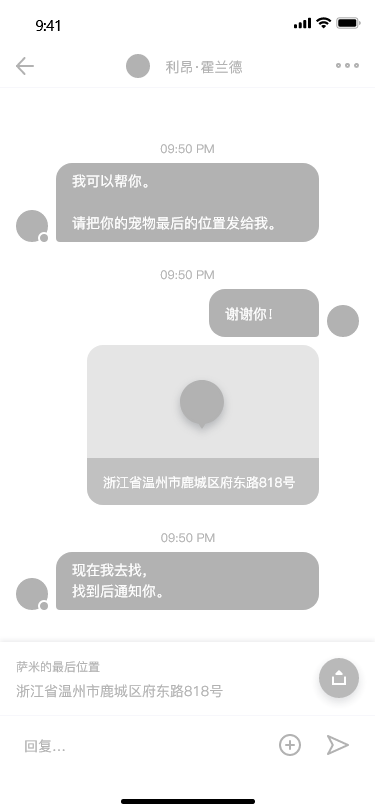 9:41
利昂·霍兰德
09:50 PM
我可以帮你。
请把你的宠物最后的位置发给我。
09:50 PM
谢谢你！
浙江省温州市鹿城区府东路818号
09:50 PM
现在我去找，
找到后通知你。
萨米的最后位置
浙江省温州市鹿城区府东路818号
回复...